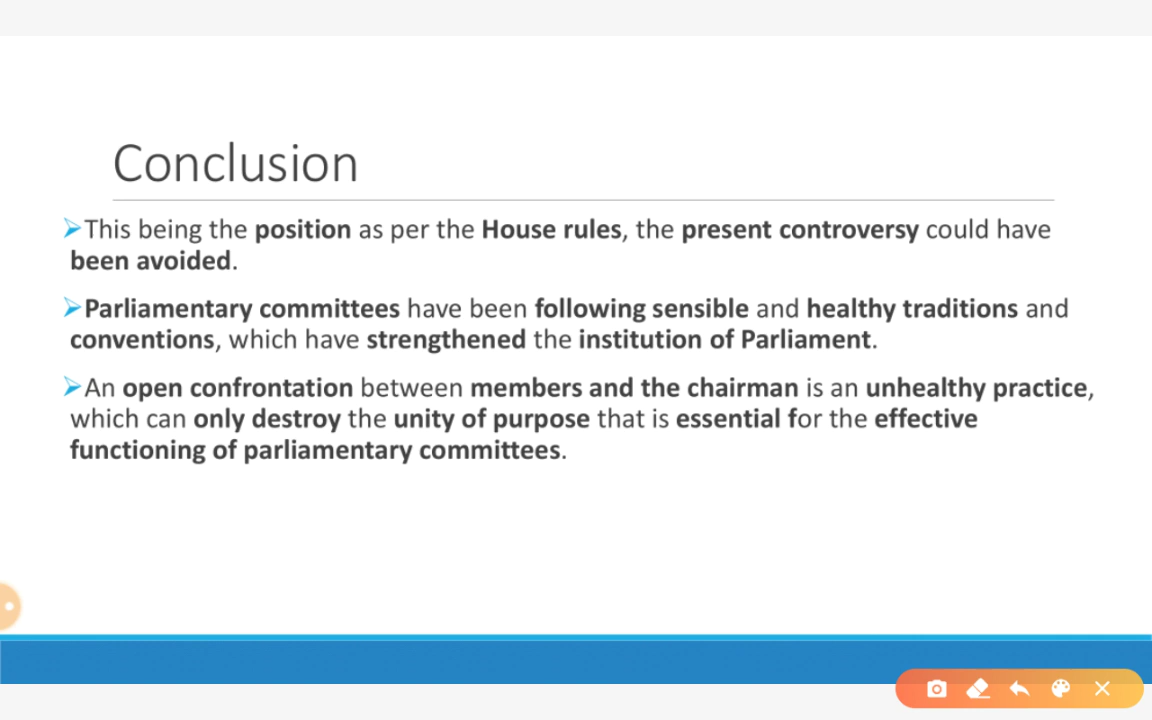 Conclusion
➢This being the position as per the House rules, the present controversy could have
been avoided.
➢Parliamentary committees have been following sensible and healthy traditions and
conventions, which have strengthened the institution of Parliament.
➢An open confrontation between members and the chairman is an unhealthy practice,
which can only destroy the unity of purpose that is essential for the effective
functioning of parliamentary committees.